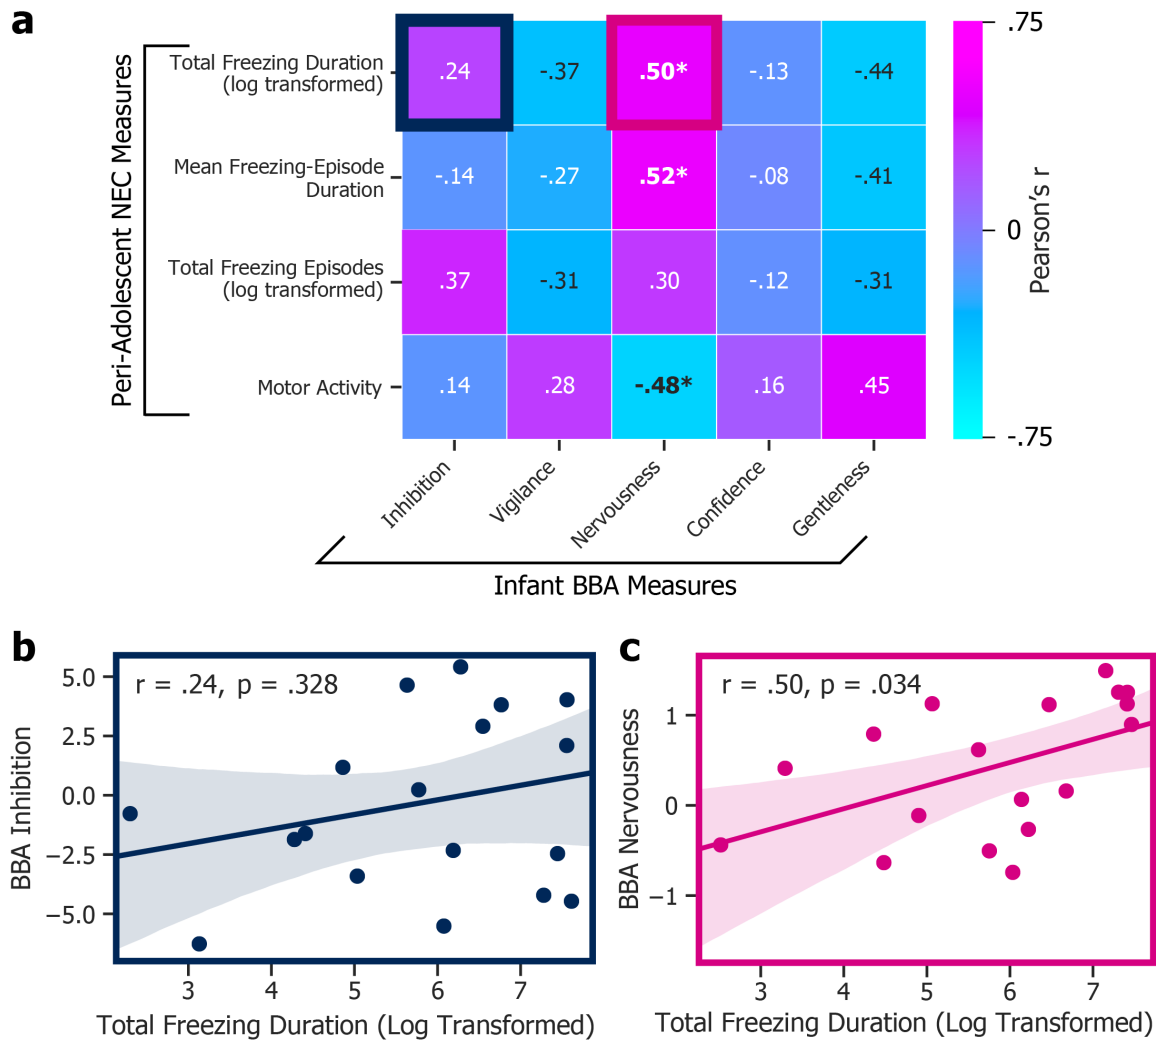 a
Peri-Adolescent NEC Measures
Total Freezing Duration
(log transformed)
.24
-.37
.50*
-.13
-.44
Mean Freezing-Episode
Duration
-.14
-.27
.52*
-.08
-.41
Total Freezing Episodes
(log transformed)
.37
-.31
.30
-.12
-.31
Motor Activity
.14
.28
-.48*
.16
.45
.75
0
-.75
Pearson's r
Inhibition
Vigilance
Nervousness
Confidence
Gentleness
Infant BBA Measures
b
r = .24, p = .328
BBA Inhibition
5.0
2.5
0.0
−2.5
−5.0
3
4
5
6
7
Total Freezing Duration (Log Transformed)
c
r = .50, p = .034
BBA Nervousness
1
0
−1
3
4
5
6
7
Total Freezing Duration (Log Transformed)